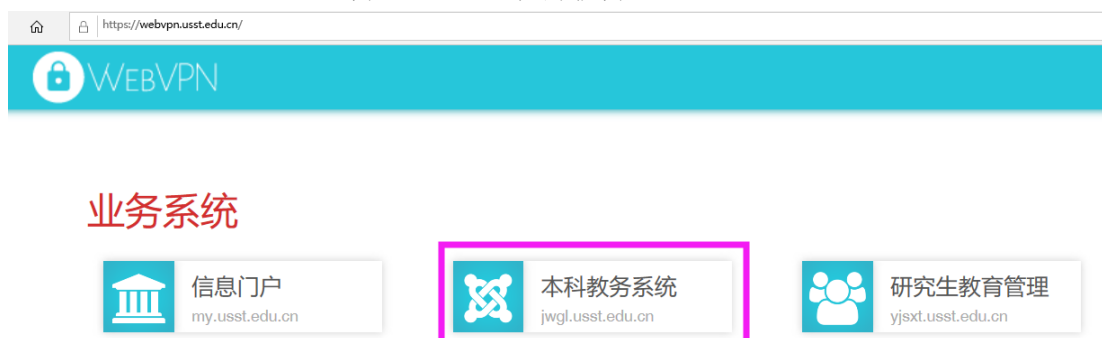 https://webvpn.usst.edu.cn/
WEBVPN
业务系统
信息门户
my.usst.edu.cn
本科教务系统
jwgl.usst.edu.cn
研究生教育管理
yjsxt.usst.edu.cn